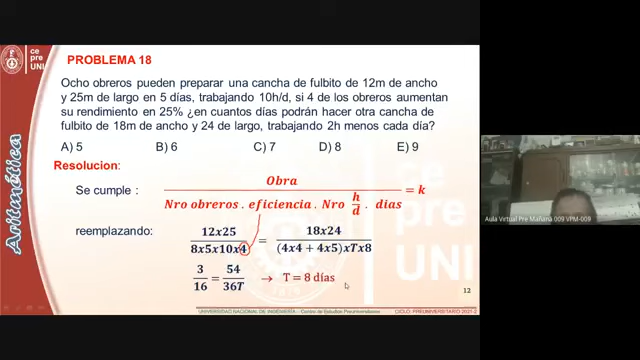 ce
pre
UNI
PROBLEMA 18
Ocho obreros pueden preparar una cancha de fulbito de 12m de ancho
y 25m de largo en 5 días, trabajando 10h/d, si 4 de los obreros aumentan
su rendimiento en 25% ¿en cuantos días podrán hacer otra cancha de
fulbito de 18m de ancho y 24 de largo, trabajando 2h menos cada día?
A) 5 B) 6 C) 7 D) 8 E) 9
Resolucion:
Se cumple: Obra / Nro obreros . eficiencia . Nro h/d . dias = k
reemplazando: 12x25 / 8x5x10x4 = 18x24 / (4x4 + 4x5)xTx8
3/16 = 54/36T → T = 8 días
Aritmética
ce
pre
UNI
12
UNIVERSIDAD NACIONAL DE INGENIERÍA - Centro de Estudios Preuniversitarios CICLO: PREUNIVERSITARIO 2021-2
Aula Virtual Pre Mañana 009 VPM-009